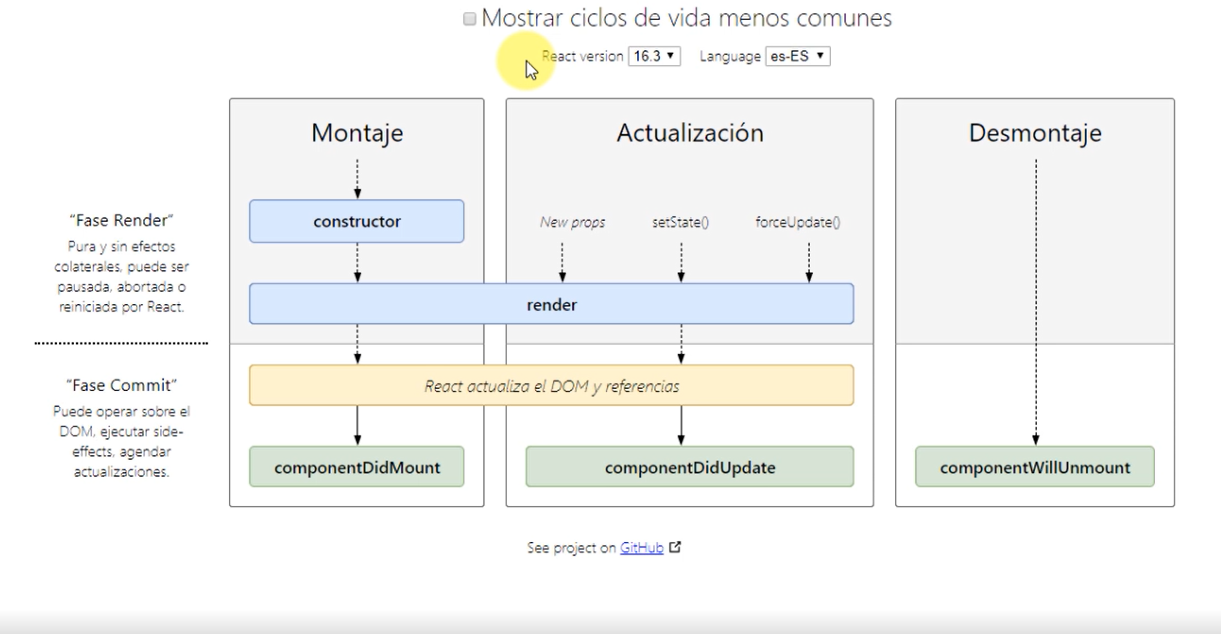 Mostrar ciclos de vida menos comunes
React version 16.3 Language es-ES
Montaje
Actualización
Desmontaje
"Fase Render"
Pura y sin efectos
colaterales, puede ser
pausada, abortada o
reiniciada por React.
constructor
New props
setState()
forceUpdate()
render
"Fase Commit"
Puede operar sobre el
DOM, ejecutar side-
effects, agendar
actualizaciones.
React actualiza el DOM y referencias
componentDidMount
componentDidUpdate
componentWillUnmount
See project on GitHub